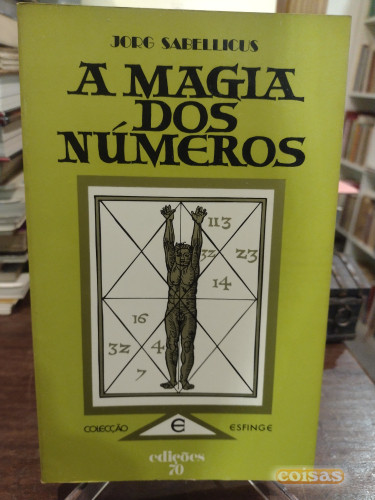 JORG SABELLICUS
A MAGIA
DOS
NÚMEROS
113
32 23
14
16
32 4
7
COLECÇÃO E ESFINGE
edições
70
coisas